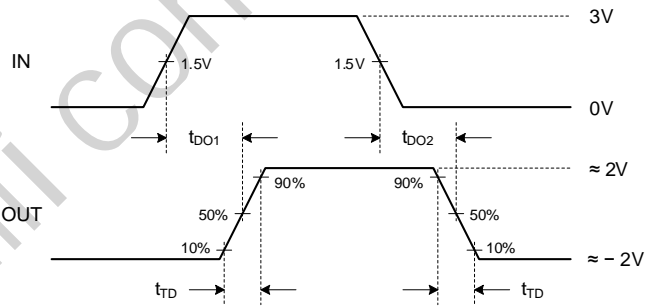 3V
IN
1.5V
1.5V
0V
tDO1
tDO2
≈ 2V
90%
90%
OUT
50%
50%
10%
10%
≈ − 2V
tTD
tTD